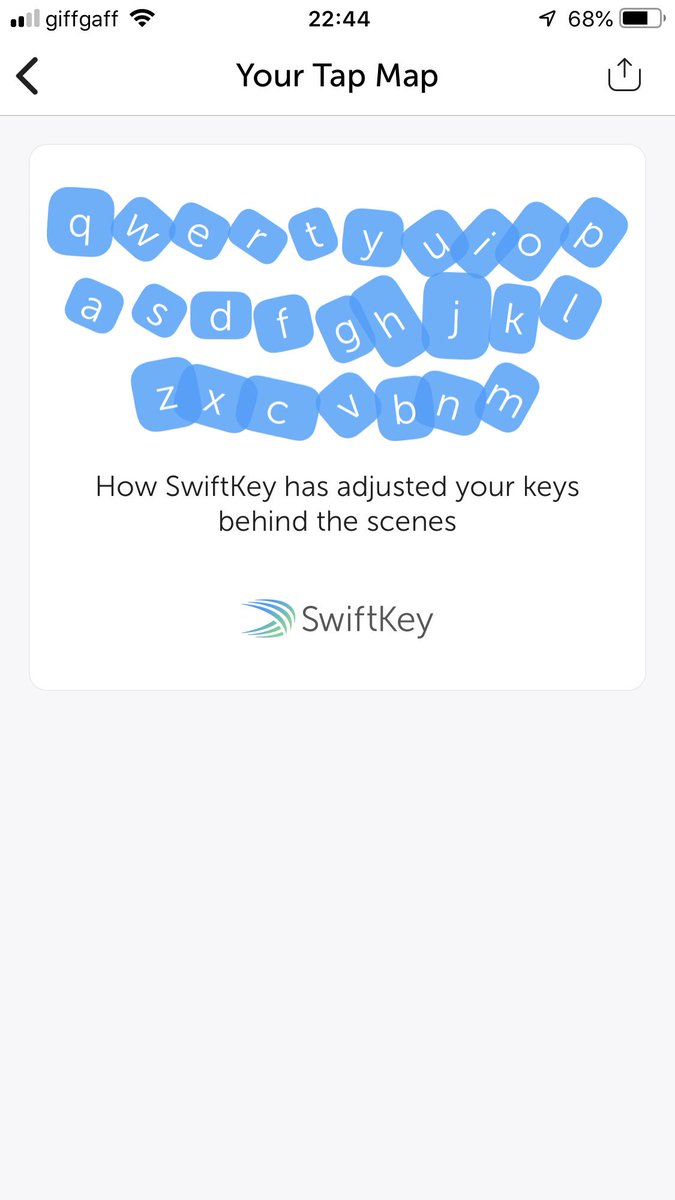 giffgaff 22:44 68%
Your Tap Map
q w e r t y u i o p
a s d f g h j k l
z x c v b n m
How SwiftKey has adjusted your keys
behind the scenes
SwiftKey